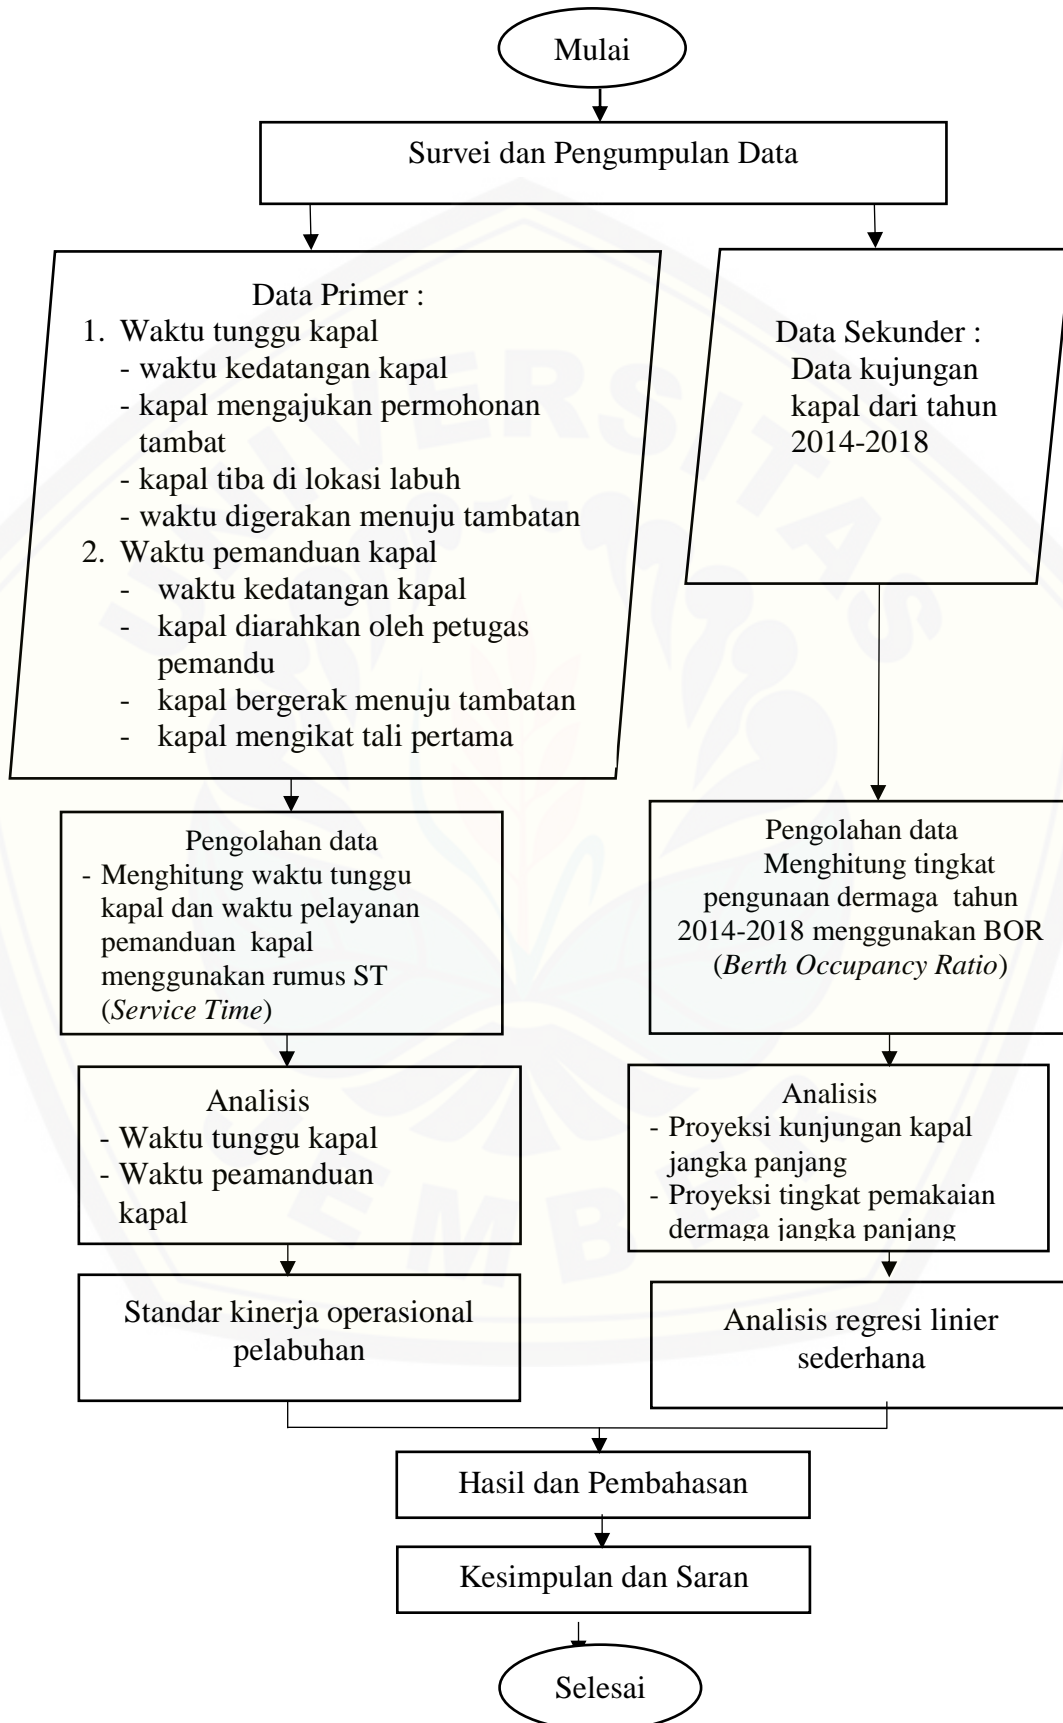 Mulai
Survei dan Pengumpulan Data
Data Primer :
1. Waktu tunggu kapal
- waktu kedatangan kapal
- kapal mengajukan permohonan
tambat
- kapal tiba di lokasi labuh
- waktu digerakan menuju tambatan
2. Waktu pemanduan kapal
- waktu kedatangan kapal
- kapal diarahkan oleh petugas
pemandu
- kapal bergerak menuju tambatan
- kapal mengikat tali pertama
Data Sekunder :
Data kujungan
kapal dari tahun
2014-2018
Pengolahan data
- Menghitung waktu tunggu
kapal dan waktu pelayanan
pemanduan kapal
menggunakan rumus ST
(Service Time)
Pengolahan data
Menghitung tingkat
pengunaan dermaga tahun
2014-2018 menggunakan BOR
(Berth Occupancy Ratio)
Analisis
- Waktu tunggu kapal
- Waktu peamanduan
kapal
Analisis
- Proyeksi kunjungan kapal
jangka panjang
- Proyeksi tingkat pemakaian
dermaga jangka panjang
Standar kinerja operasional
pelabuhan
Analisis regresi linier
sederhana
Hasil dan Pembahasan
Kesimpulan dan Saran
Selesai
UNIVERSITAS
JEMBER